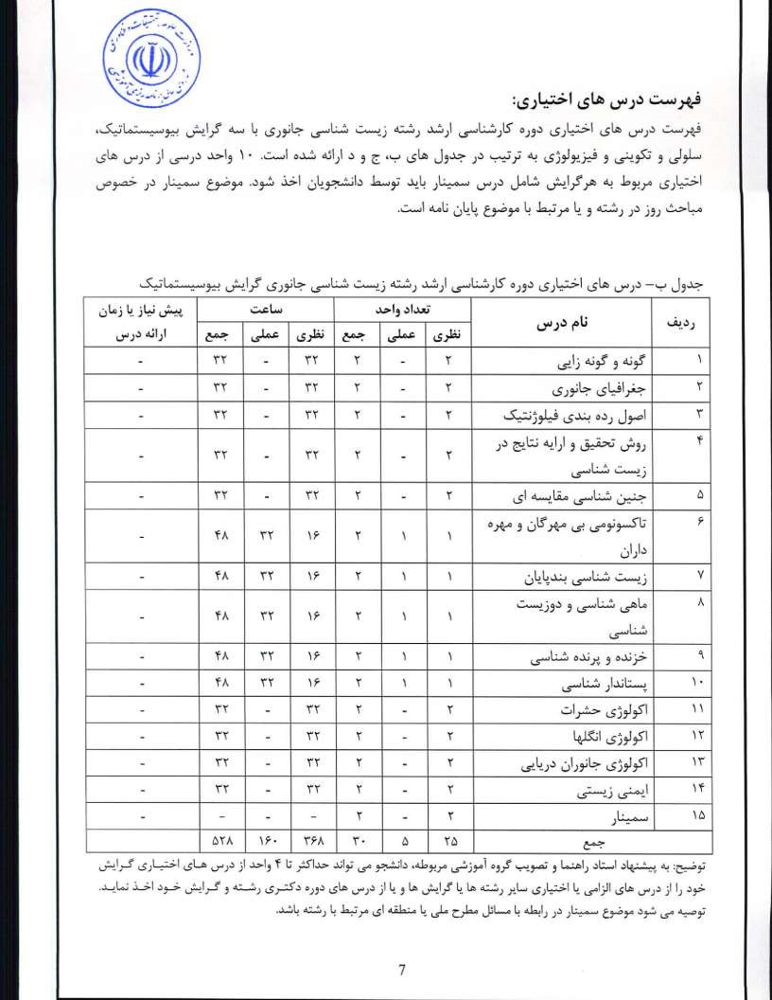 فهرست درس های اختیاری:
فهرست درس های اختیاری دوره کارشناسی ارشد رشته زیست شناسی جانوری با سه گرایش بیوسیستماتیک،
سلولی و تکوینی و فیزیولوژی به ترتیب در جدول های ب، ج و د ارائه شده است. ۱۰ واحد درسی از درس های
اختیاری مربوط به هرگرایش شامل درس سمینار باید توسط دانشجویان اخذ شود. موضوع سمینار در خصوص
مباحث روز در رشته و یا مرتبط با موضوع پایان نامه است.
جدول ب- درس های اختیاری دوره کارشناسی ارشد رشته زیست شناسی جانوری گرایش بیوسیستماتیک
ردیف نام درس تعداد واحد ساعت پیش نیاز یا زمان
ارائه درس
نظری عملی جمع نظری عملی جمع
۱ گونه و گونه زایی ۲ - ۲ ۳۲ - ۳۲ -
۲ جغرافیای جانوری ۲ - ۲ ۳۲ - ۳۲ -
۳ اصول رده بندی فیلوژنتیک ۲ - ۲ ۳۲ - ۳۲ -
۴ روش تحقیق و ارایه نتایج در
زیست شناسی ۲ - ۲ ۳۲ - ۳۲ -
۵ جنین شناسی مقایسه ای ۲ - ۲ ۳۲ - ۳۲ -
۶ تاکسونومی بی مهرگان و مهره
داران ۱ ۱ ۲ ۱۶ ۳۲ ۴۸ -
۷ زیست شناسی بندپایان ۱ ۱ ۲ ۱۶ ۳۲ ۴۸ -
۸ ماهی شناسی و دوزیست
شناسی ۱ ۱ ۲ ۱۶ ۳۲ ۴۸ -
۹ خزنده و پرنده شناسی ۱ ۱ ۲ ۱۶ ۳۲ ۴۸ -
۱۰ پستاندار شناسی ۱ ۱ ۲ ۱۶ ۳۲ ۴۸ -
۱۱ اکولوژی حشرات ۲ - ۲ ۳۲ - ۳۲ -
۱۲ اکولوژی انگلها ۲ - ۲ ۳۲ - ۳۲ -
۱۳ اکولوژی جانوران دریایی ۲ - ۲ ۳۲ - ۳۲ -
۱۴ ایمنی زیستی ۲ - ۲ ۳۲ - ۳۲ -
۱۵ سمینار ۲ - ۲ - - - -
جمع ۲۵ ۵ ۳۰ ۳۶۸ ۱۶۰ ۵۲۸
توضیح: به پیشنهاد استاد راهنما و تصویب گروه آموزشی مربوطه، دانشجو می تواند حداکثر تا ۴ واحد از درس های اختیاری گرایش
خود را از درس های الزامی یا اختیاری سایر رشته ها یا گرایش ها و یا از درس های دوره دکتری رشته و گرایش خود اخذ نماید.
توصیه می شود موضوع سمینار در رابطه با مسائل مطرح ملی یا منطقه ای مرتبط با رشته باشد.
7